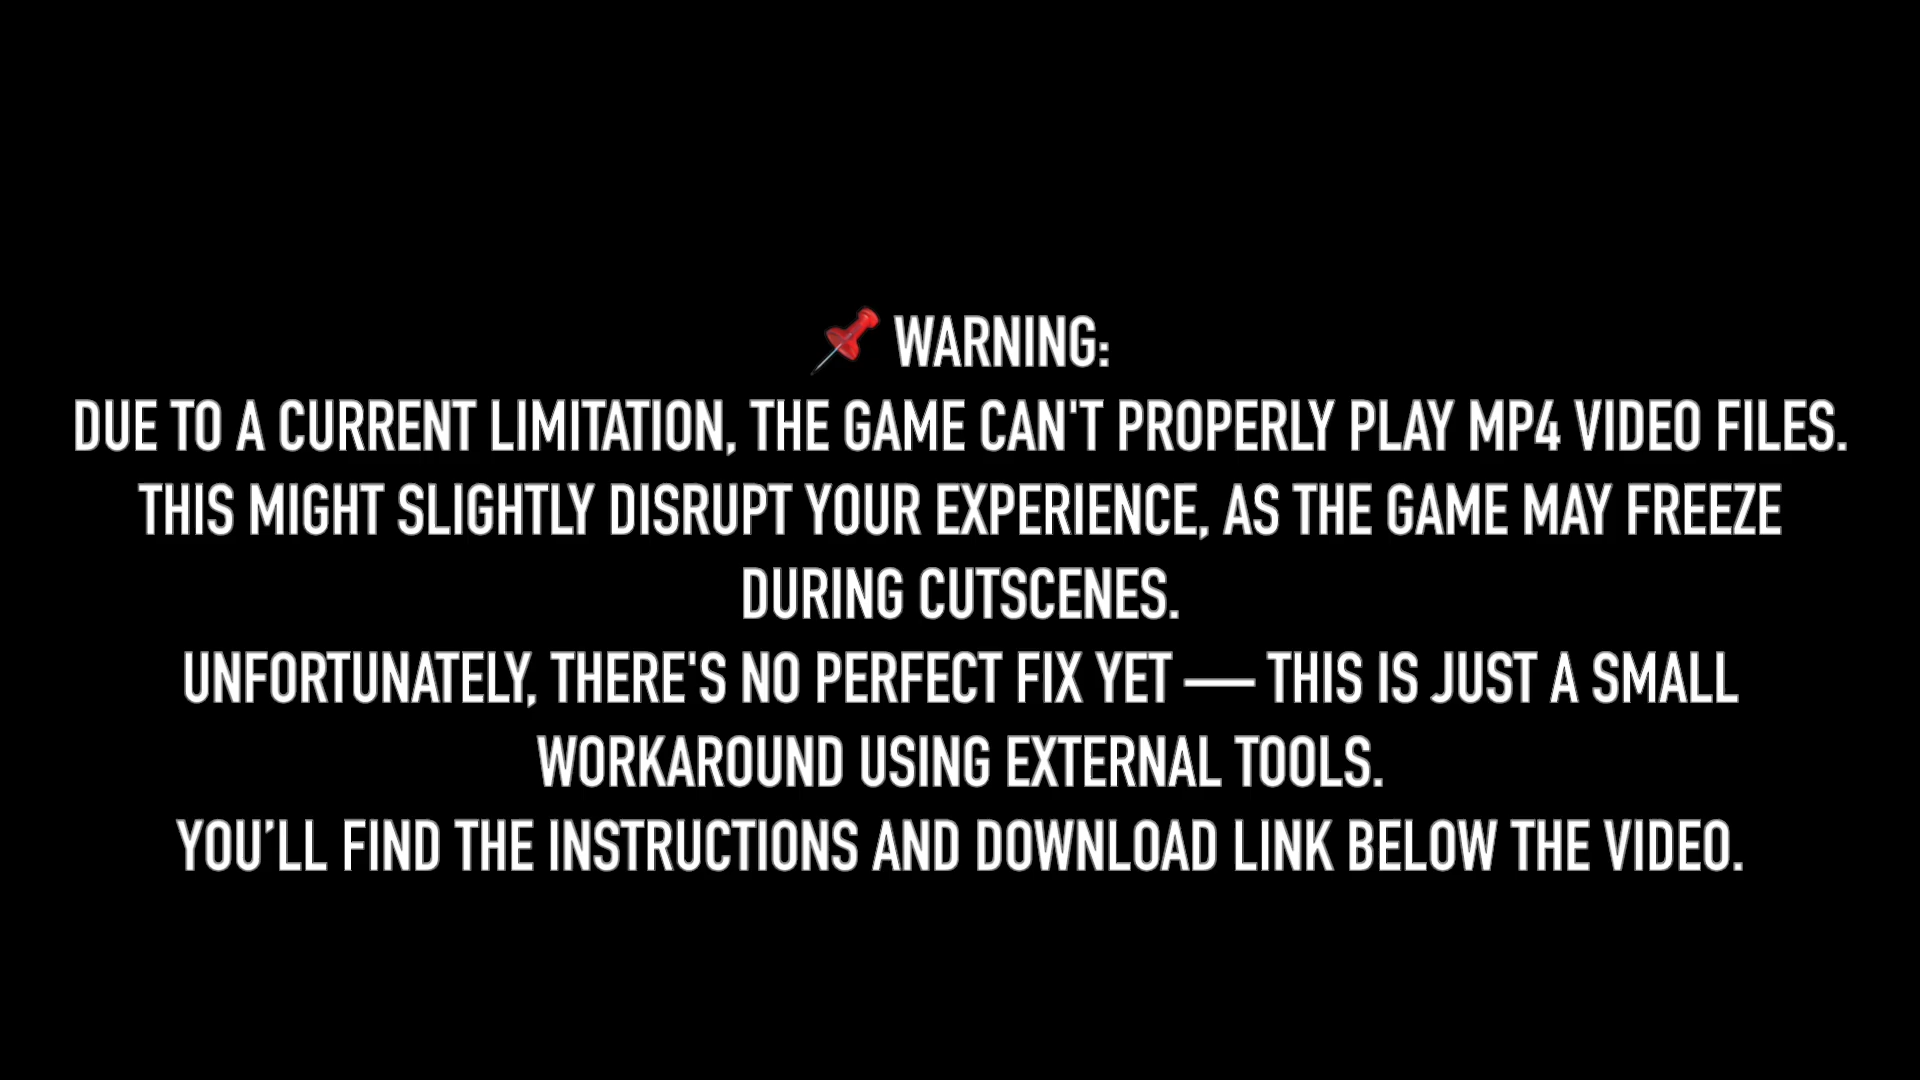 📌 WARNING:
DUE TO A CURRENT LIMITATION, THE GAME CAN'T PROPERLY PLAY MP4 VIDEO FILES.
THIS MIGHT SLIGHTLY DISRUPT YOUR EXPERIENCE, AS THE GAME MAY FREEZE
DURING CUTSCENES.
UNFORTUNATELY, THERE'S NO PERFECT FIX YET — THIS IS JUST A SMALL
WORKAROUND USING EXTERNAL TOOLS.
YOU’LL FIND THE INSTRUCTIONS AND DOWNLOAD LINK BELOW THE VIDEO.